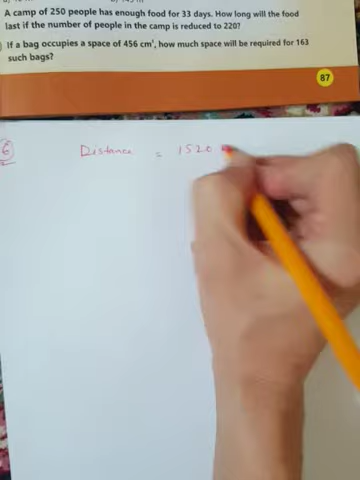 A camp of 250 people has enough food for 33 days. How long will the food
last if the number of people in the camp is reduced to 220?
If a bag occupies a space of 456 cm³, how much space will be required for 163
such bags?
87
6
Distance = 1520